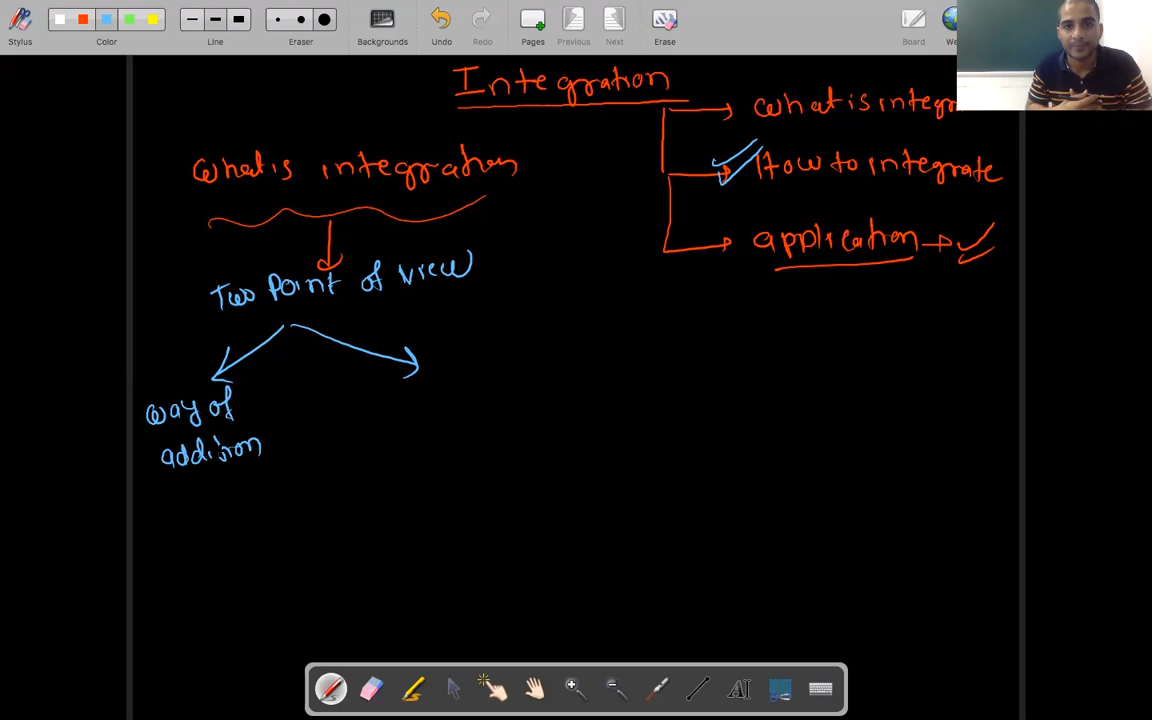 Stylus
Color
Line
Eraser
Backgrounds
Undo
Redo
Pages
Previous
Next
Erase
Board
We
Integration
what is integr
How to integrate
application
what is integration
Two Point of view
way of
addition